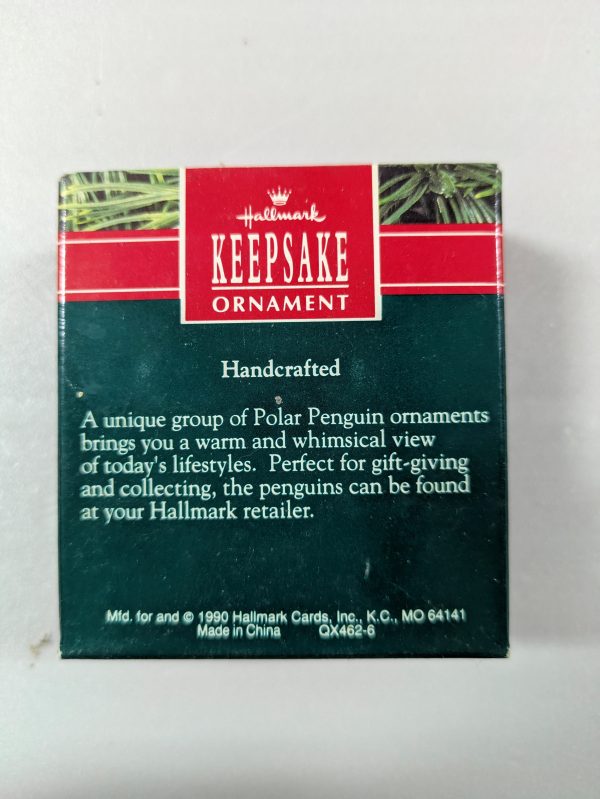 Hallmark
KEEPSAKE
ORNAMENT
Handcrafted
A unique group of Polar Penguin ornaments
brings you a warm and whimsical view
of today's lifestyles. Perfect for gift-giving
and collecting, the penguins can be found
at your Hallmark retailer.
Mfd. for and © 1990 Hallmark Cards, Inc., K.C., MO 64141
Made in China QX462-6